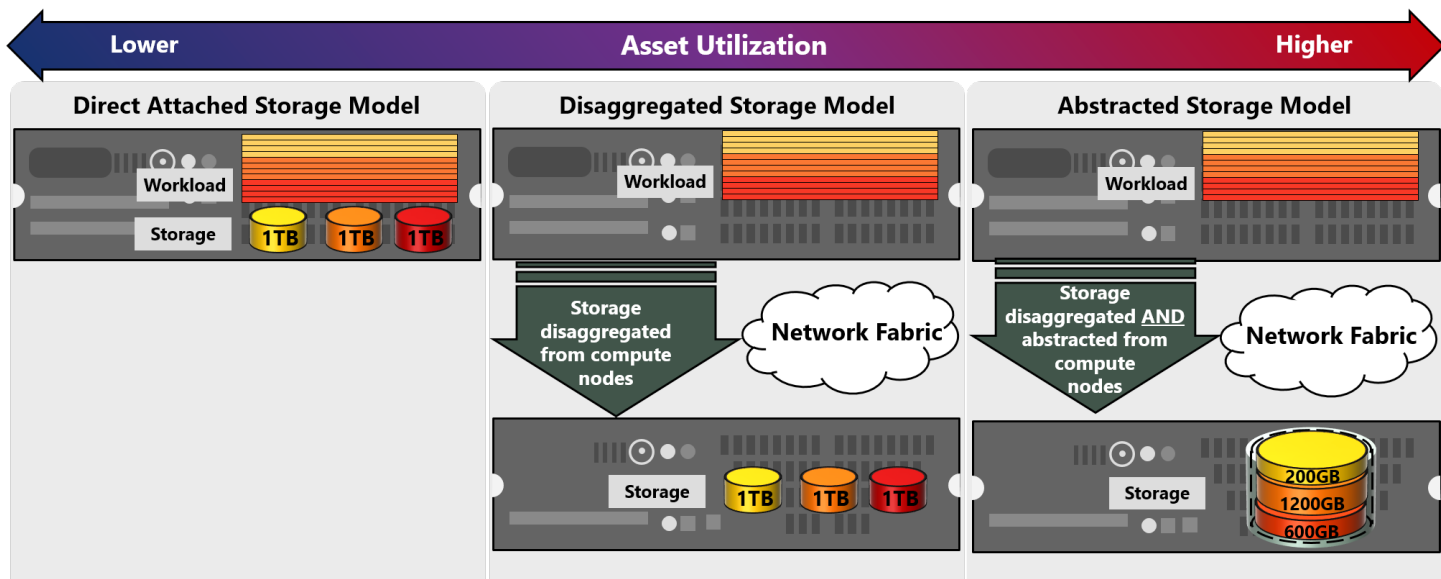 Lower
Asset Utilization
Higher
Direct Attached Storage Model
Workload
Storage
1TB
1TB
1TB
Disaggregated Storage Model
Workload
Storage
disaggregated
from compute
nodes
Network Fabric
Storage
1TB
1TB
1TB
Abstracted Storage Model
Workload
Storage
disaggregated AND
abstracted from
compute
nodes
Network Fabric
Storage
200GB
1200GB
600GB